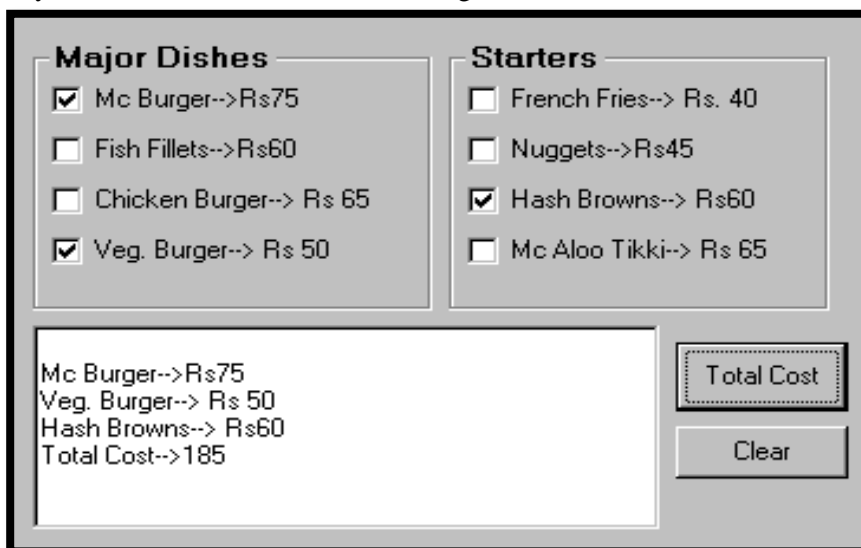 Major Dishes
Mc Burger-->Rs75
Fish Fillets-->Rs60
Chicken Burger--> Rs 65
Veg. Burger--> Rs 50
Starters
French Fries--> Rs. 40
Nuggets-->Rs45
Hash Browns--> Rs60
Mc Aloo Tikki--> Rs 65
Mc Burger-->Rs75
Veg. Burger--> Rs 50
Hash Browns--> Rs60
Total Cost-->185
Total Cost
Clear